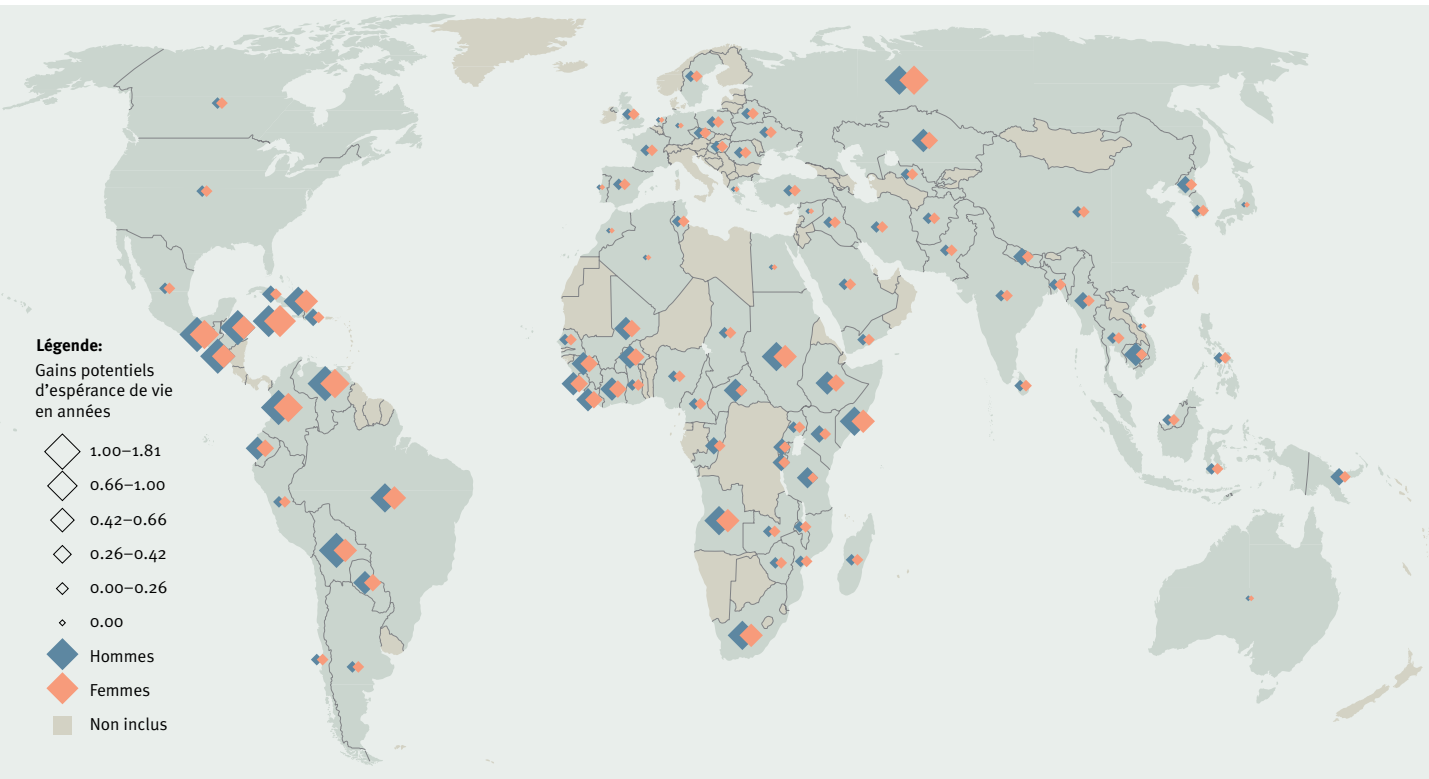 Légende:
Gains potentiels
d’espérance de vie
en années
1.00–1.81
0.66–1.00
0.42–0.66
0.26–0.42
0.00–0.26
0.00
Hommes
Femmes
Non inclus